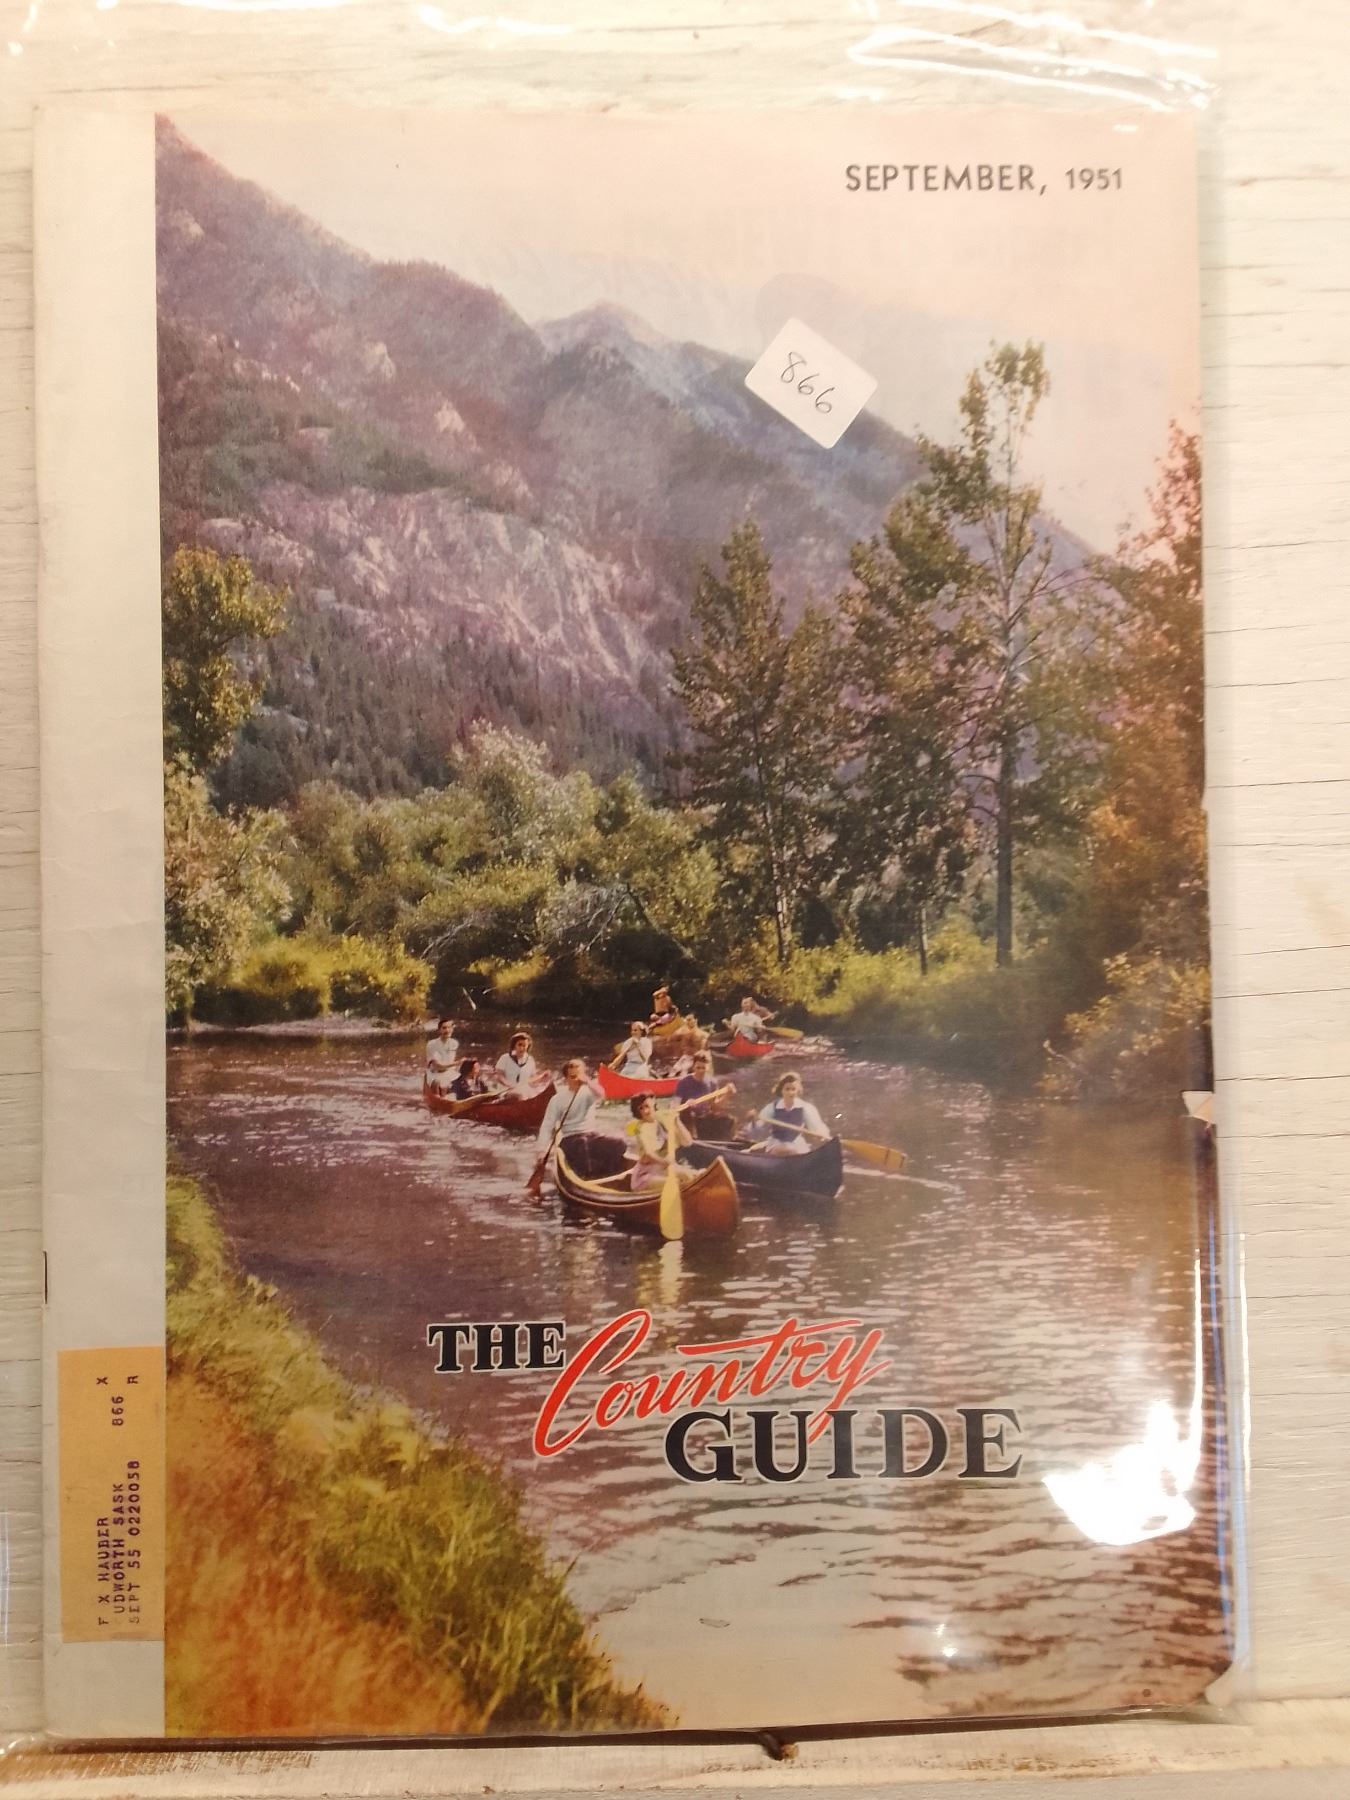 SEPTEMBER, 1951
866
THE Country
GUIDE
F X HAUBER 866 X
UDWORTH SASK R
SEPT 55 0220058